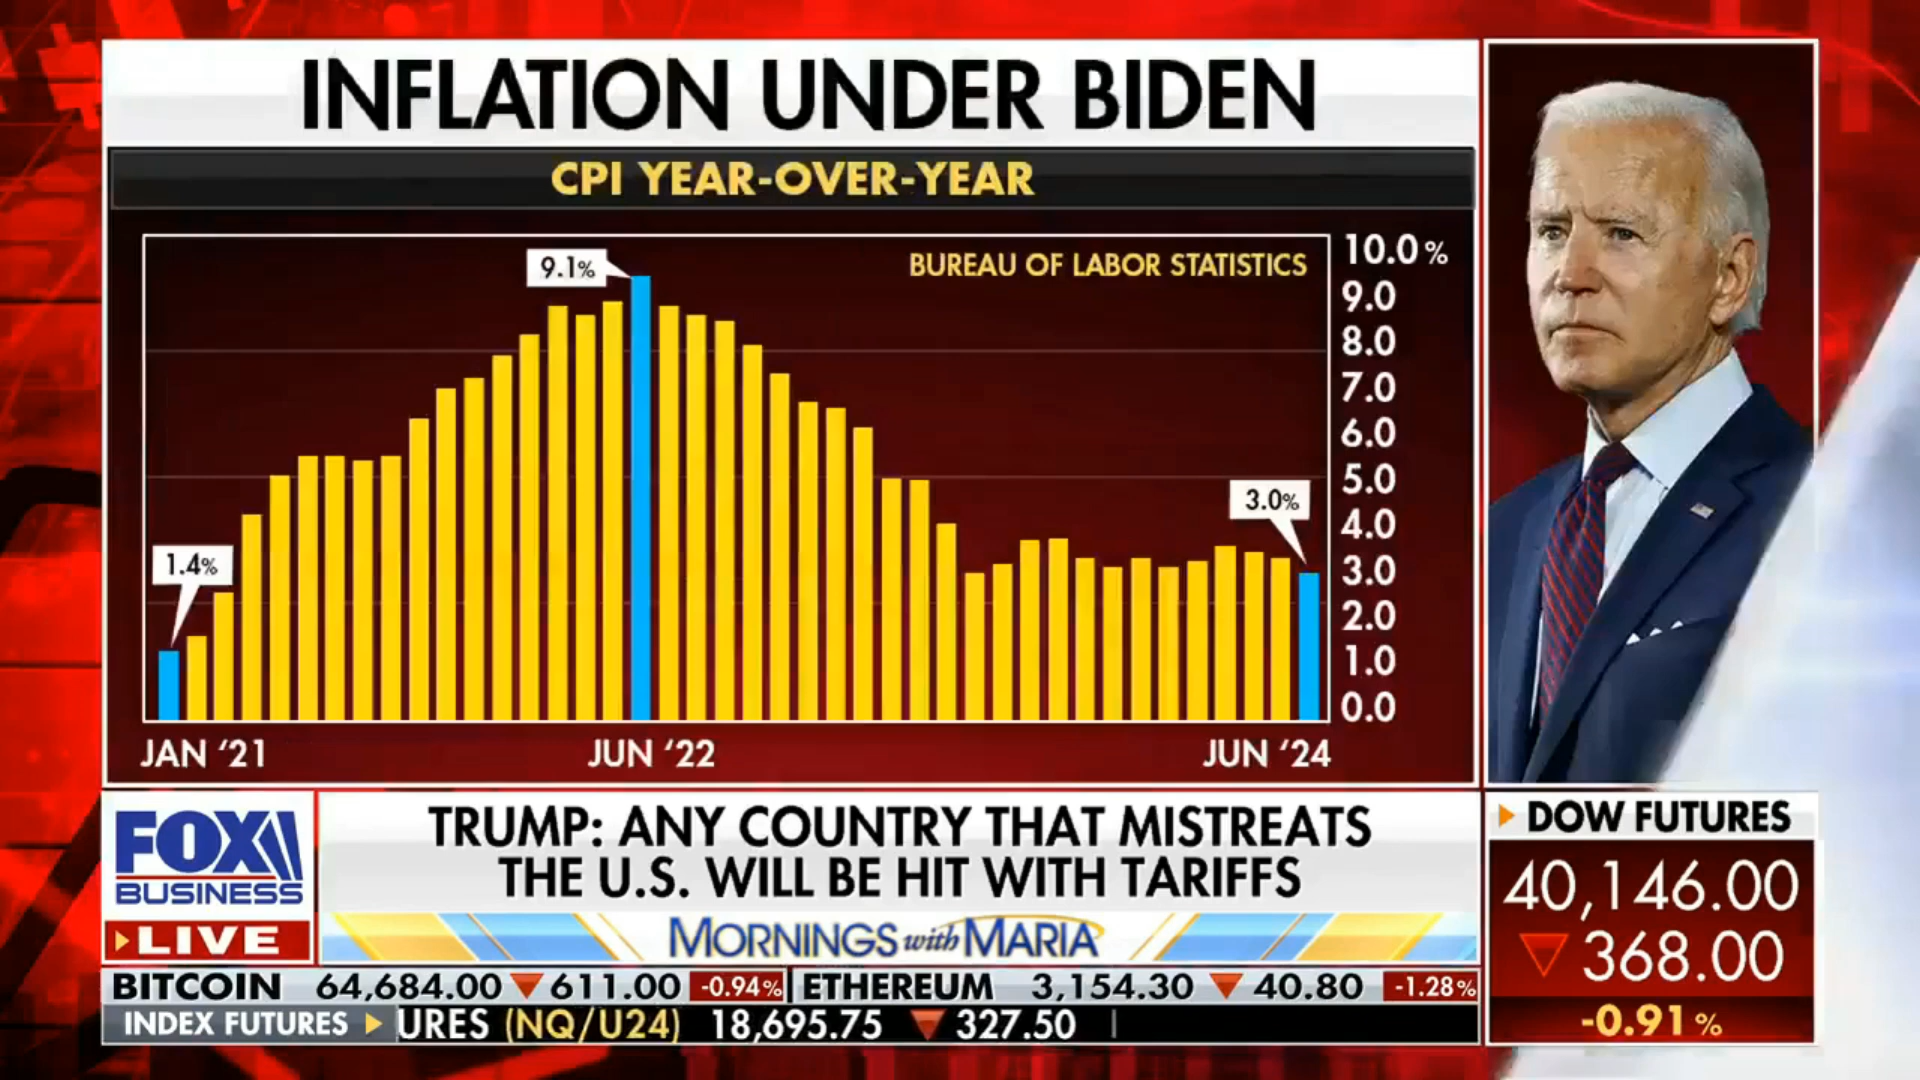 INFLATION UNDER BIDEN
CPI YEAR-OVER-YEAR
BUREAU OF LABOR STATISTICS
1.4%
9.1%
3.0%
10.0%
9.0
8.0
7.0
6.0
5.0
4.0
3.0
2.0
1.0
0.0
JAN ‘21
JUN ‘22
JUN ‘24
FOX
BUSINESS
LIVE
TRUMP: ANY COUNTRY THAT MISTREATS
THE U.S. WILL BE HIT WITH TARIFFS
MORNINGS with MARIA
DOW FUTURES
40,146.00
▼ 368.00
-0.91%
BITCOIN 64,684.00 ▼ 611.00 -0.94% ETHEREUM 3,154.30 ▼ 40.80 -1.28%
INDEX FUTURES URES (NQ/U24) 18,695.75 ▼ 327.50